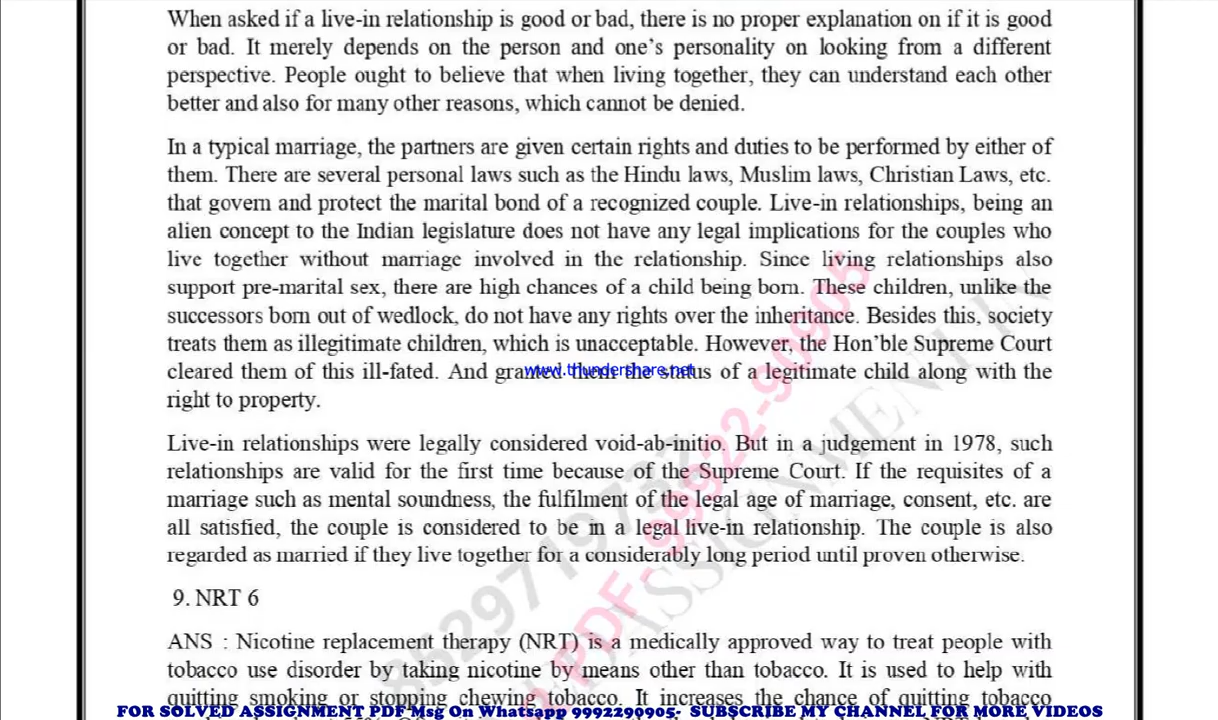 When asked if a live-in relationship is good or bad, there is no proper explanation on if it is good
or bad. It merely depends on the person and one's personality on looking from a different
perspective. People ought to believe that when living together, they can understand each other
better and also for many other reasons, which cannot be denied.
In a typical marriage, the partners are given certain rights and duties to be performed by either of
them. There are several personal laws such as the Hindu laws, Muslim laws, Christian Laws, etc.
that govern and protect the marital bond of a recognized couple. Live-in relationships, being an
alien concept to the Indian legislature does not have any legal implications for the couples who
live together without marriage involved in the relationship. Since living relationships also
support pre-marital sex, there are high chances of a child being born. These children, unlike the
successors born out of wedlock, do not have any rights over the inheritance. Besides this, society
treats them as illegitimate children, which is unacceptable. However, the Hon'ble Supreme Court
cleared them of this ill-fated. And granted them the status of a legitimate child along with the
www.thundershare.net
right to property.
Live-in relationships were legally considered void-ab-initio. But in a judgement in 1978, such
relationships are valid for the first time because of the Supreme Court. If the requisites of a
marriage such as mental soundness, the fulfilment of the legal age of marriage, consent, etc. are
all satisfied, the couple is considered to be in a legal live-in relationship. The couple is also
regarded as married if they live together for a considerably long period until proven otherwise.
9. NRT 6
ANS : Nicotine replacement therapy (NRT) is a medically approved way to treat people with
tobacco use disorder by taking nicotine by means other than tobacco. It is used to help with
quitting smoking or stopping chewing tobacco. It increases the chance of quitting tobacco
FOR SOLVED ASSIGNMENT PDF Msg On Whatsapp 9992290905- SUBSCRIBE MY CHANNEL FOR MORE VIDEOS
PDF- 99922-90905
8529719732
ASSIGNMENT IN